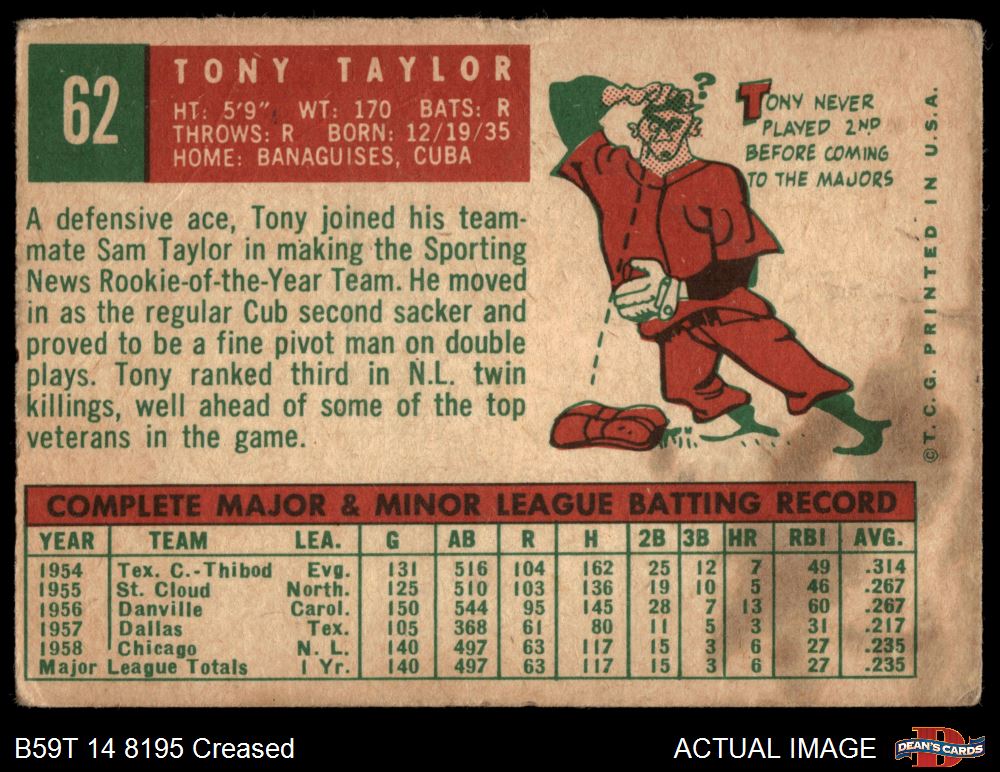 62
TONY TAYLOR
HT: 5'9" WT: 170 BATS: R
THROWS: R BORN: 12/19/35
HOME: BANAGUISES, CUBA
?
TONY NEVER
PLAYED 2ND
BEFORE COMING
TO THE MAJORS
A defensive ace, Tony joined his team-
mate Sam Taylor in making the Sporting
News Rookie-of-the-Year Team. He moved
in as the regular Cub second sacker and
proved to be a fine pivot man on double
plays. Tony ranked third in N.L. twin
killings, well ahead of some of the top
veterans in the game.
©T. C. G. PRINTED IN U.S.A.
COMPLETE MAJOR & MINOR LEAGUE BATTING RECORD
YEAR TEAM LEA. G AB R H 2B 3B HR RBI AVG.
1954 Tex. C.-Thibod Evg. 131 516 104 162 25 12 7 49 .314
1955 St. Cloud North. 125 510 103 136 19 10 5 46 .267
1956 Danville Carol. 150 544 95 145 28 7 13 60 .267
1957 Dallas Tex. 105 368 61 80 11 5 3 31 .217
1958 Chicago N. L. 140 497 63 117 15 3 6 27 .235
Major League Totals 1 Yr. 140 497 63 117 15 3 6 27 .235
B59T 14 8195 Creased
ACTUAL IMAGE
DEAN'S CARDS